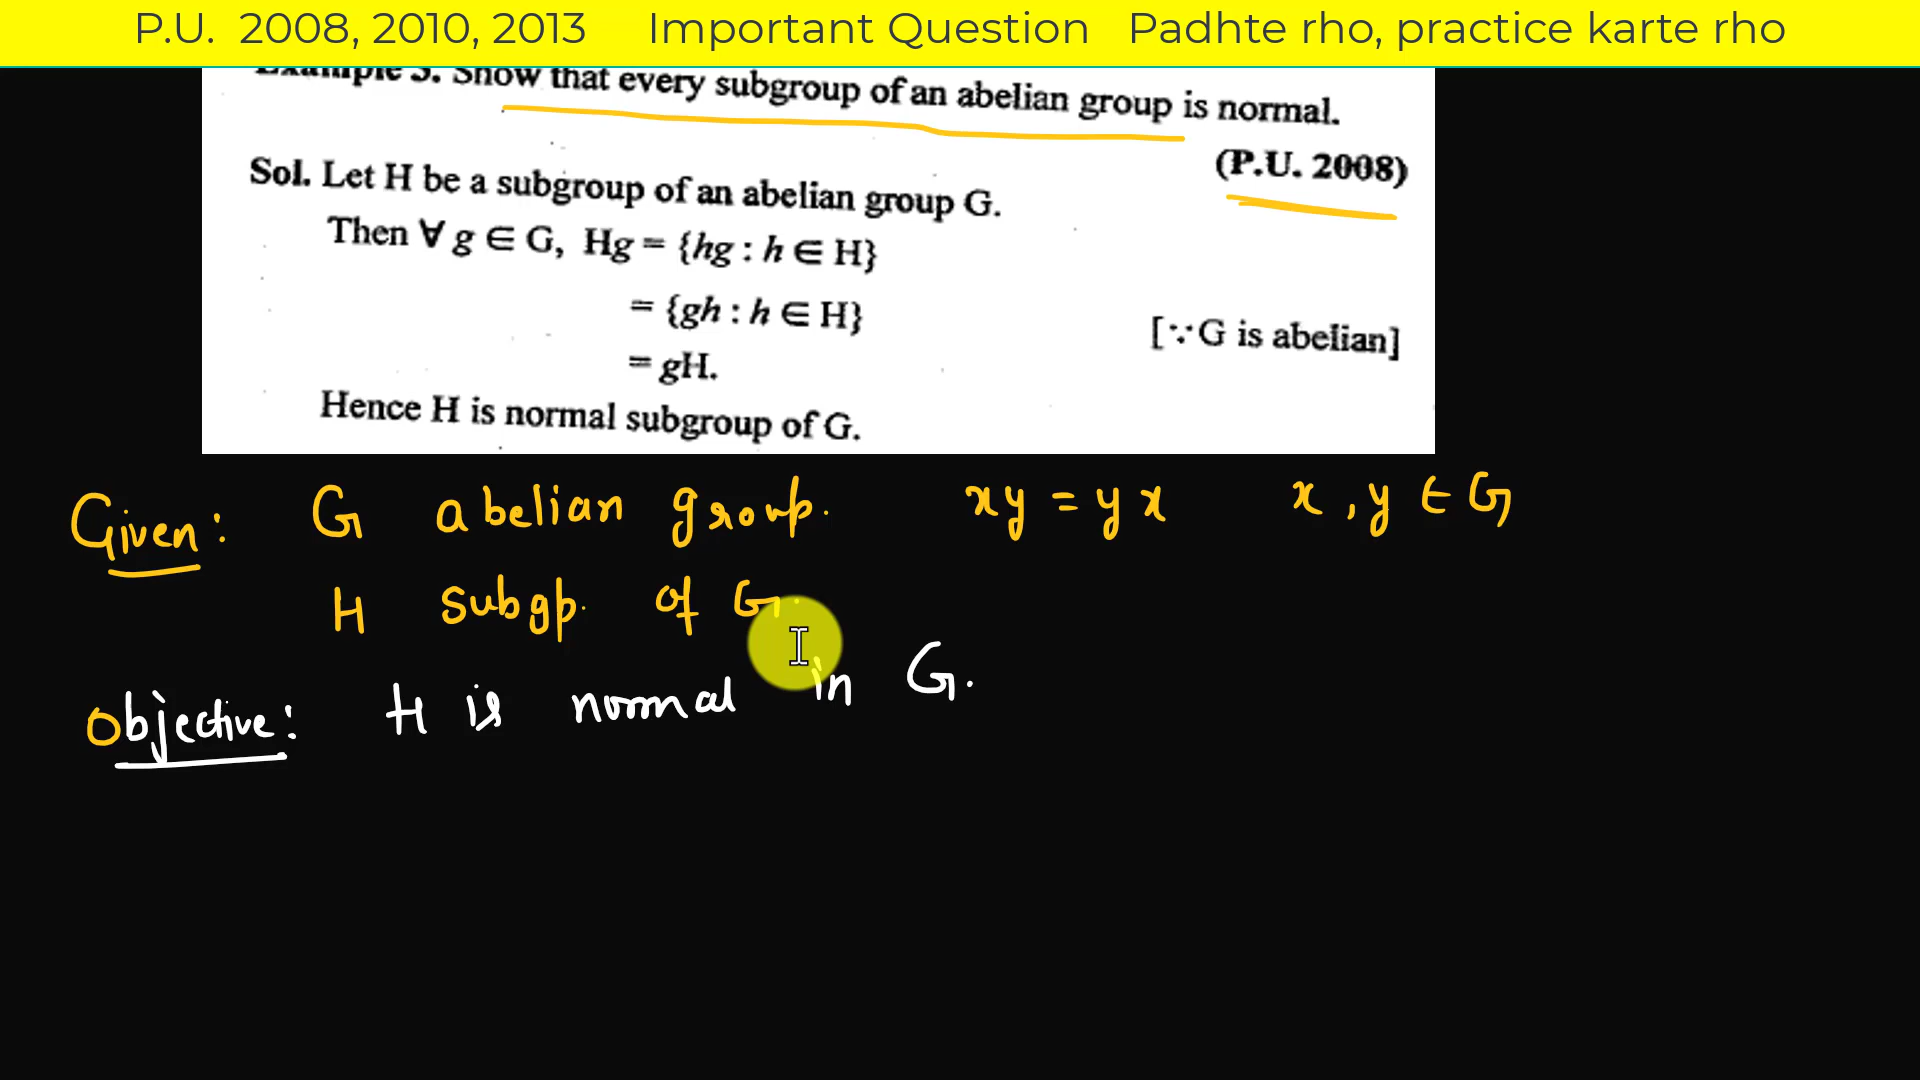 P.U. 2008, 2010, 2013 Important Question Padhte rho, practice karte rho
Example 3. Show that every subgroup of an abelian group is normal.
(P.U. 2008)
Sol. Let H be a subgroup of an abelian group G.
Then ∀ g ∈ G, Hg = {hg : h ∈ H}
= {gh : h ∈ H} [∵ G is abelian]
= gH.
Hence H is normal subgroup of G.
Given: G abelian group. xy = yx x, y ∈ G
H subgp. of G.
Objective: H is normal in G.